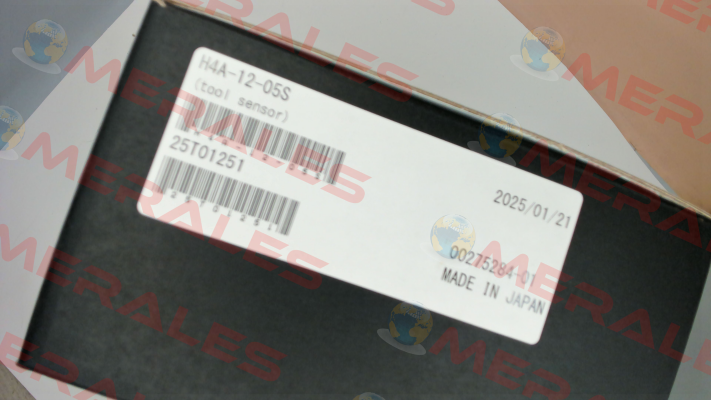 H4A-12-05S
(tool sensor)
25T01251
2025/01/21
00275284-01
MADE IN JAPAN
MERALES
MERALES
MERALES
MERALES
MERALES
MERALES